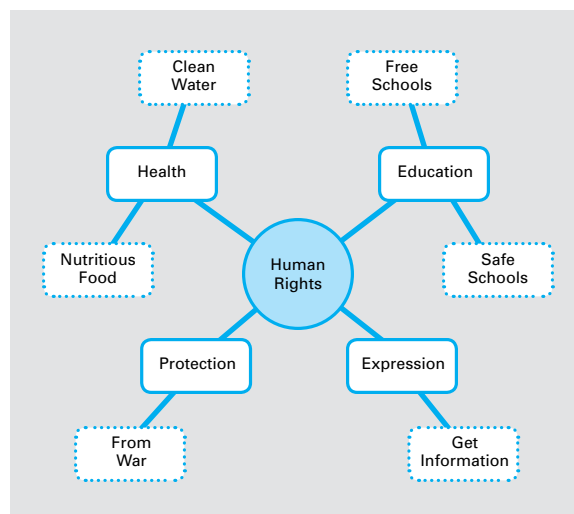 Clean
Water
Free
Schools
Health
Education
Nutritious
Food
Human
Rights
Safe
Schools
Protection
Expression
From
War
Get
Information